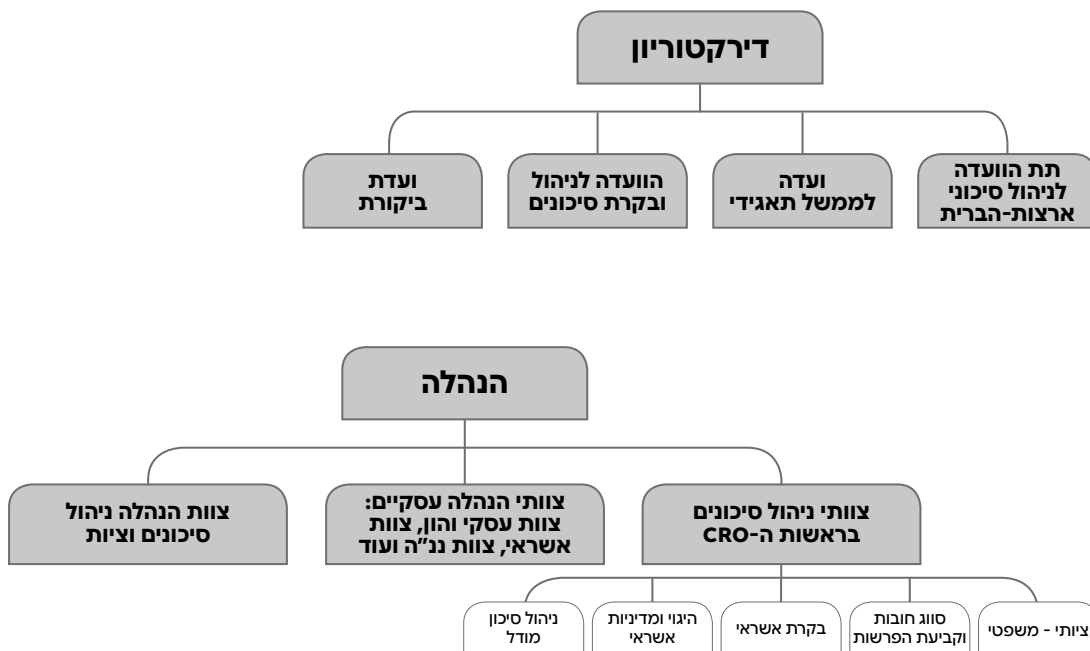 דירקטוריון
תת הוועדה
לניהול סיכוני
ארצות-הברית
ועדה
לממשל תאגידי
הוועדה לניהול
ובקרת סיכונים
ועדת
ביקורת
הנהלה
צוותי ניהול סיכונים
בראשות ה-CRO
צוותי הנהלה עסקיים:
צוות עסקי והון, צוות
אשראי, צוות ננ"ה ועוד
צוות הנהלה ניהול
סיכונים וציות
ציותי - משפטי
סווג חובות
וקביעת הפרשות
בקרת אשראי
היגוי ומדיניות
אשראי
ניהול סיכון
מודל